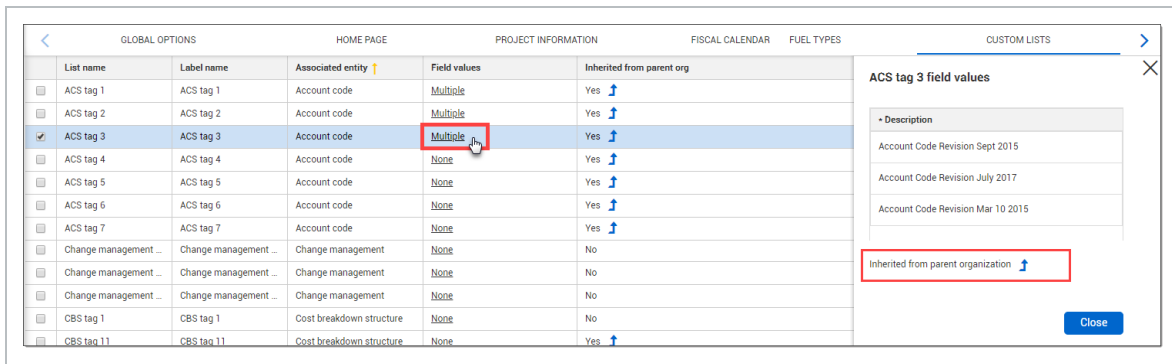 GLOBAL OPTIONS HOME PAGE PROJECT INFORMATION FISCAL CALENDAR FUEL TYPES CUSTOM LISTS
List name Label name Associated entity Field values Inherited from parent org
ACS tag 1 ACS tag 1 Account code Multiple Yes
ACS tag 2 ACS tag 2 Account code Multiple Yes
ACS tag 3 ACS tag 3 Account code Multiple Yes
ACS tag 4 ACS tag 4 Account code None Yes
ACS tag 5 ACS tag 5 Account code None Yes
ACS tag 6 ACS tag 6 Account code None Yes
ACS tag 7 ACS tag 7 Account code None Yes
Change management ... Change management ... Change management None No
Change management ... Change management ... Change management None No
Change management ... Change management ... Change management None No
CBS tag 1 CBS tag 1 Cost breakdown structure None No
CBS tag 11 CBS tag 11 Cost breakdown structure None Yes
ACS tag 3 field values
* Description
Account Code Revision Sept 2015
Account Code Revision July 2017
Account Code Revision Mar 10 2015
Inherited from parent organization
Close